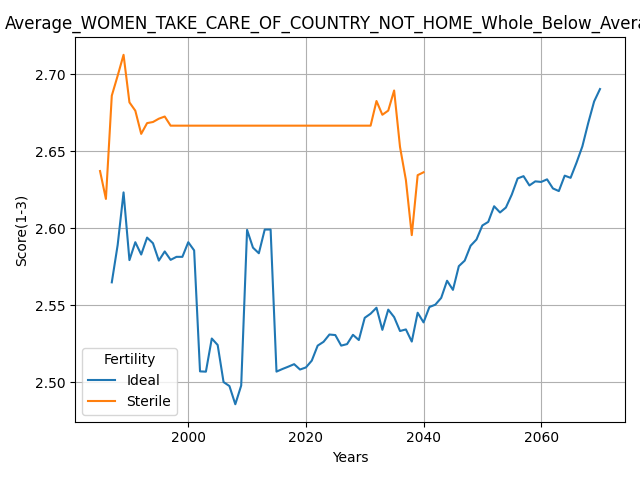 Average_WOMEN_TAKE_CARE_OF_COUNTRY_NOT_HOME_Whole_Below_Avera
2.70
2.65
2.60
2.55
2.50
Score(1-3)
Fertility
Ideal
Sterile
2000 2020 2040 2060
Years